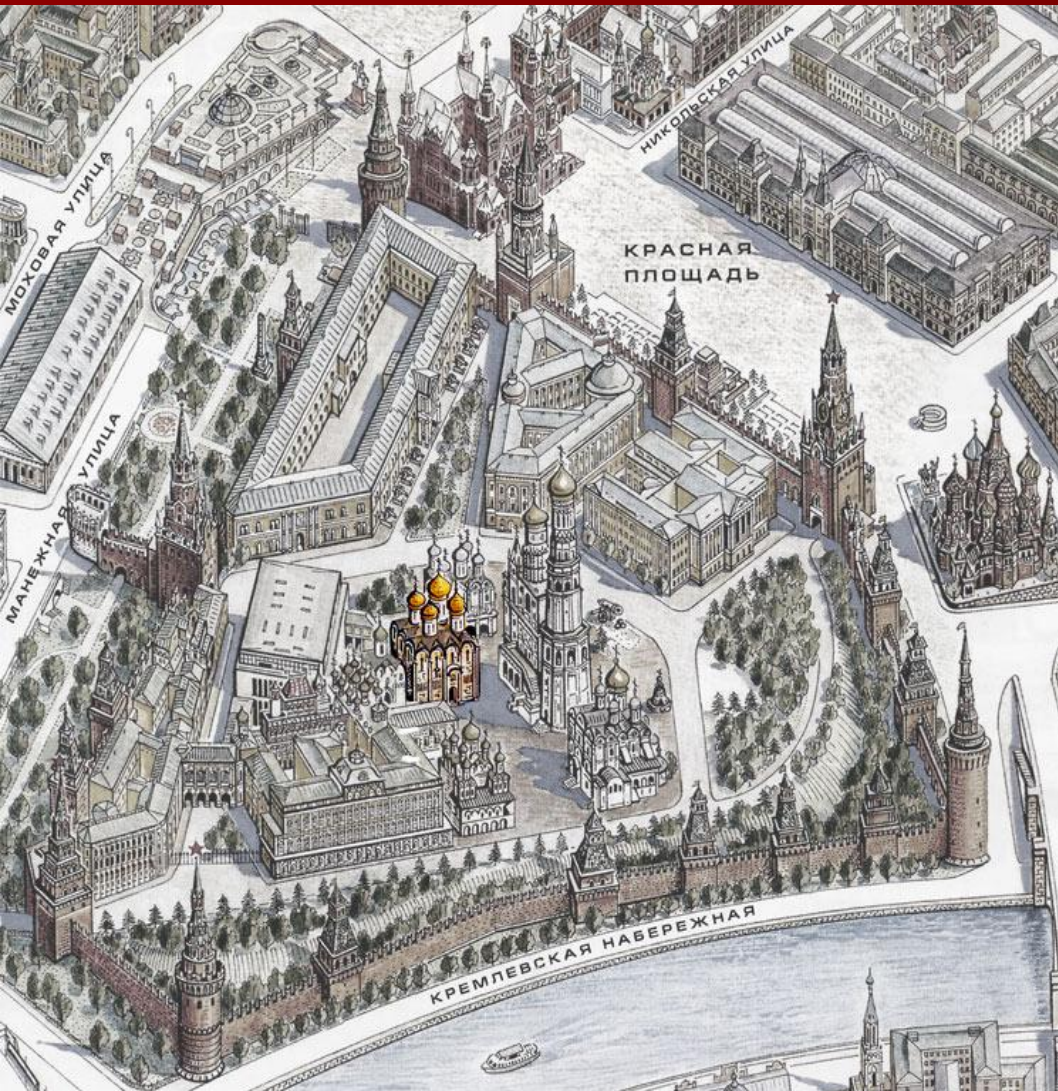 НИКОЛЬСКАЯ УЛИЦА
МОХОВАЯ УЛИЦА
КРАСНАЯ
ПЛОЩАДЬ
МАНЕЖНАЯ УЛИЦА
КРЕМЛЕВСКАЯ НАБЕРЕЖНАЯ